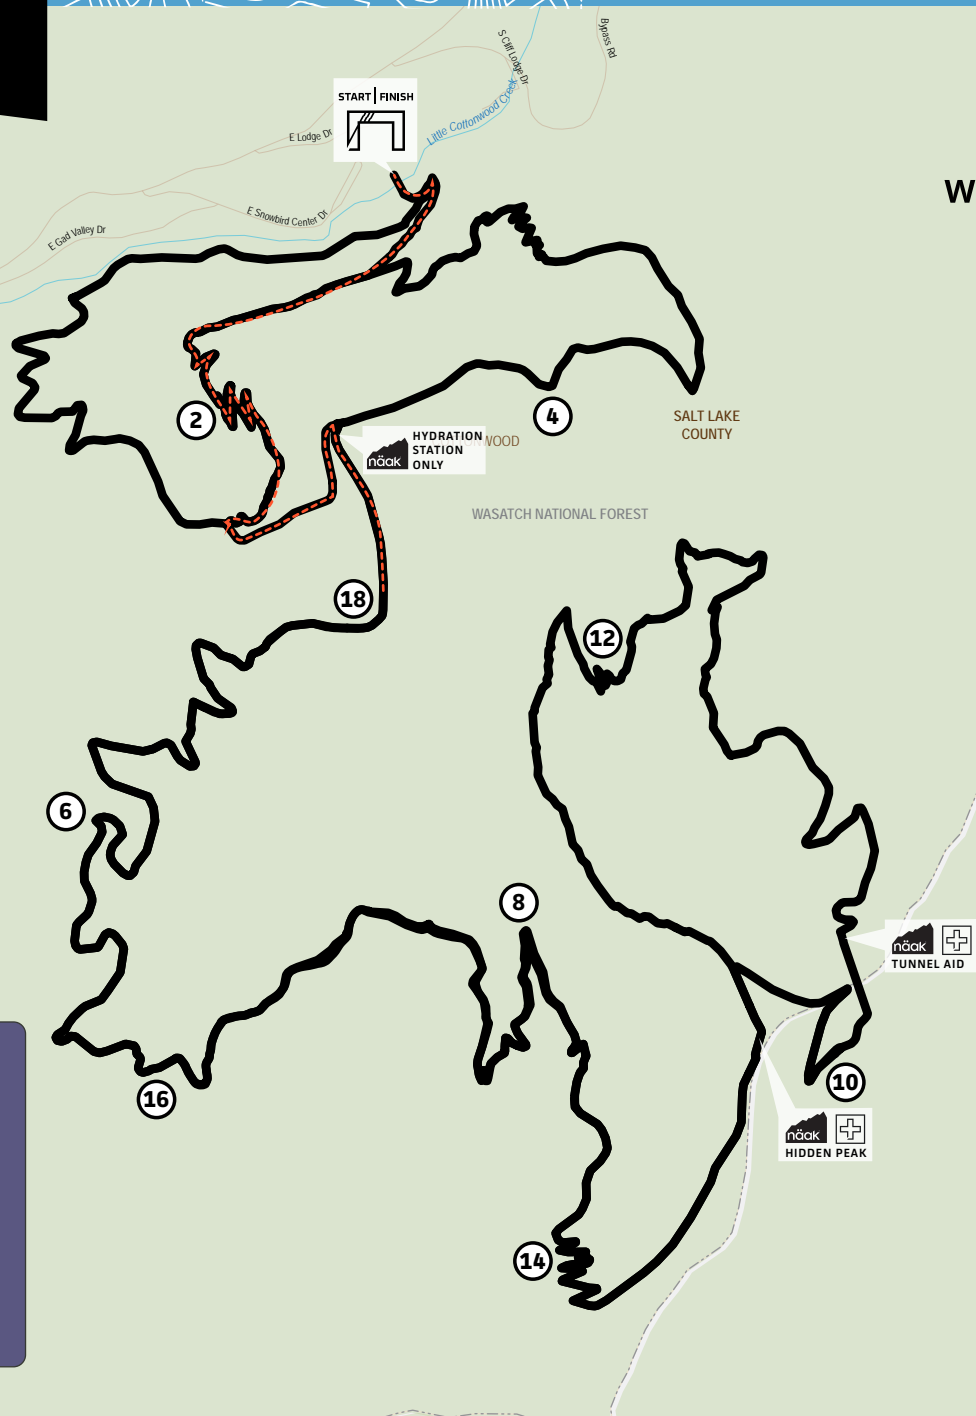 S Cliff Lodge Dr
Bypass Rd
START | FINISH
Little Cottonwood Creek
E Lodge Dr
W
E Snowbird Center Dr
E Gad Valley Dr
2
4
SALT LAKE
COUNTY
näak
HYDRATION
STATION
ONLY
WOOD
WASATCH NATIONAL FOREST
18
12
6
8
näak
TUNNEL AID
10
16
näak
HIDDEN PEAK
14